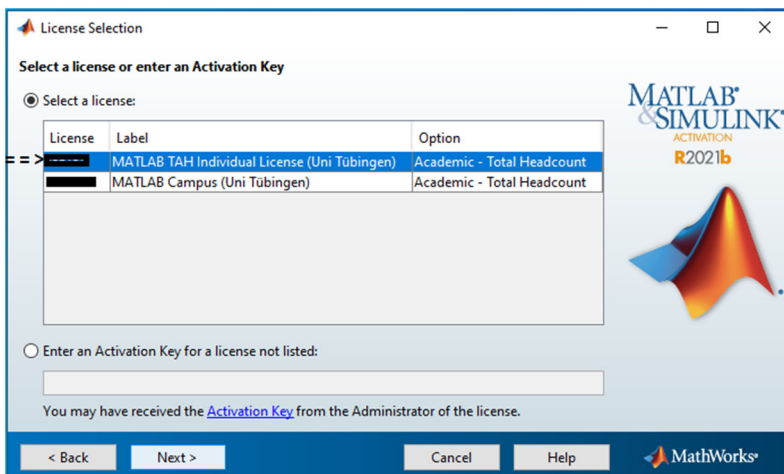 License Selection
Select a license or enter an Activation Key
Select a license:
License Label Option
==> MATLAB TAH Individual License (Uni Tübingen) Academic - Total Headcount
MATLAB Campus (Uni Tübingen) Academic - Total Headcount
Enter an Activation Key for a license not listed:
You may have received the Activation Key from the Administrator of the license.
MATLAB®
&SIMULINK®
ACTIVATION
R2021b
< Back Next > Cancel Help MathWorks®